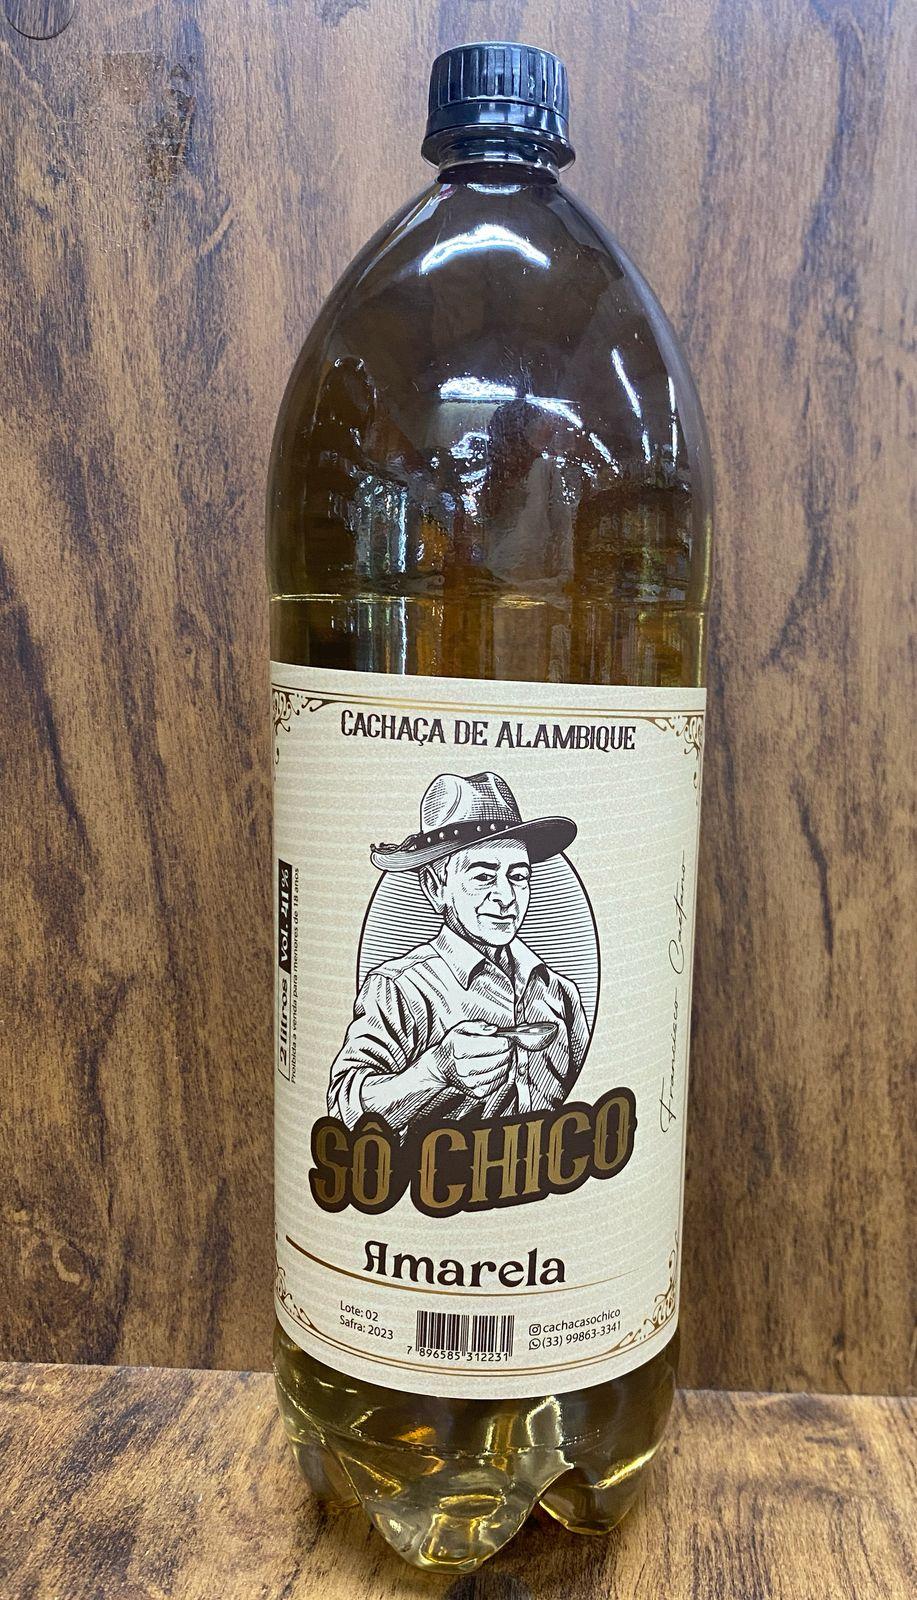 CACHAÇA DE ALAMBIQUE
2 litros vol. 41%
Proibida a venda para menores de 18 anos
Francisco Caetano
SÔ CHICO
Amarela
Lote: 02
Safra: 2023
7 896585 312231
cachacasochico
(33) 99863-3341